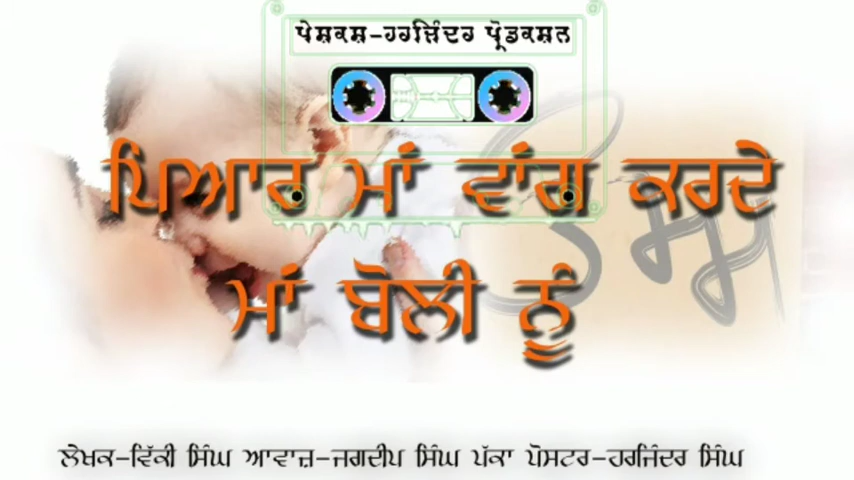 ਪੇਸ਼ਕਸ਼-ਹਰਜਿੰਦਰ ਪ੍ਰੋਡਕਸ਼ਨ
ਪਿਆਰ ਮਾਂ ਵਾਂਗ ਕਰਦੇ
ਮਾਂ ਬੋਲੀ ਨੂੰ
ਲੇਖਕ-ਵਿੱਕੀ ਸਿੰਘ ਆਵਾਜ਼-ਜਗਦੀਪ ਸਿੰਘ ਪੱਕਾ ਪੋਸਟਰ-ਹਰਜਿੰਦਰ ਸਿੰਘ